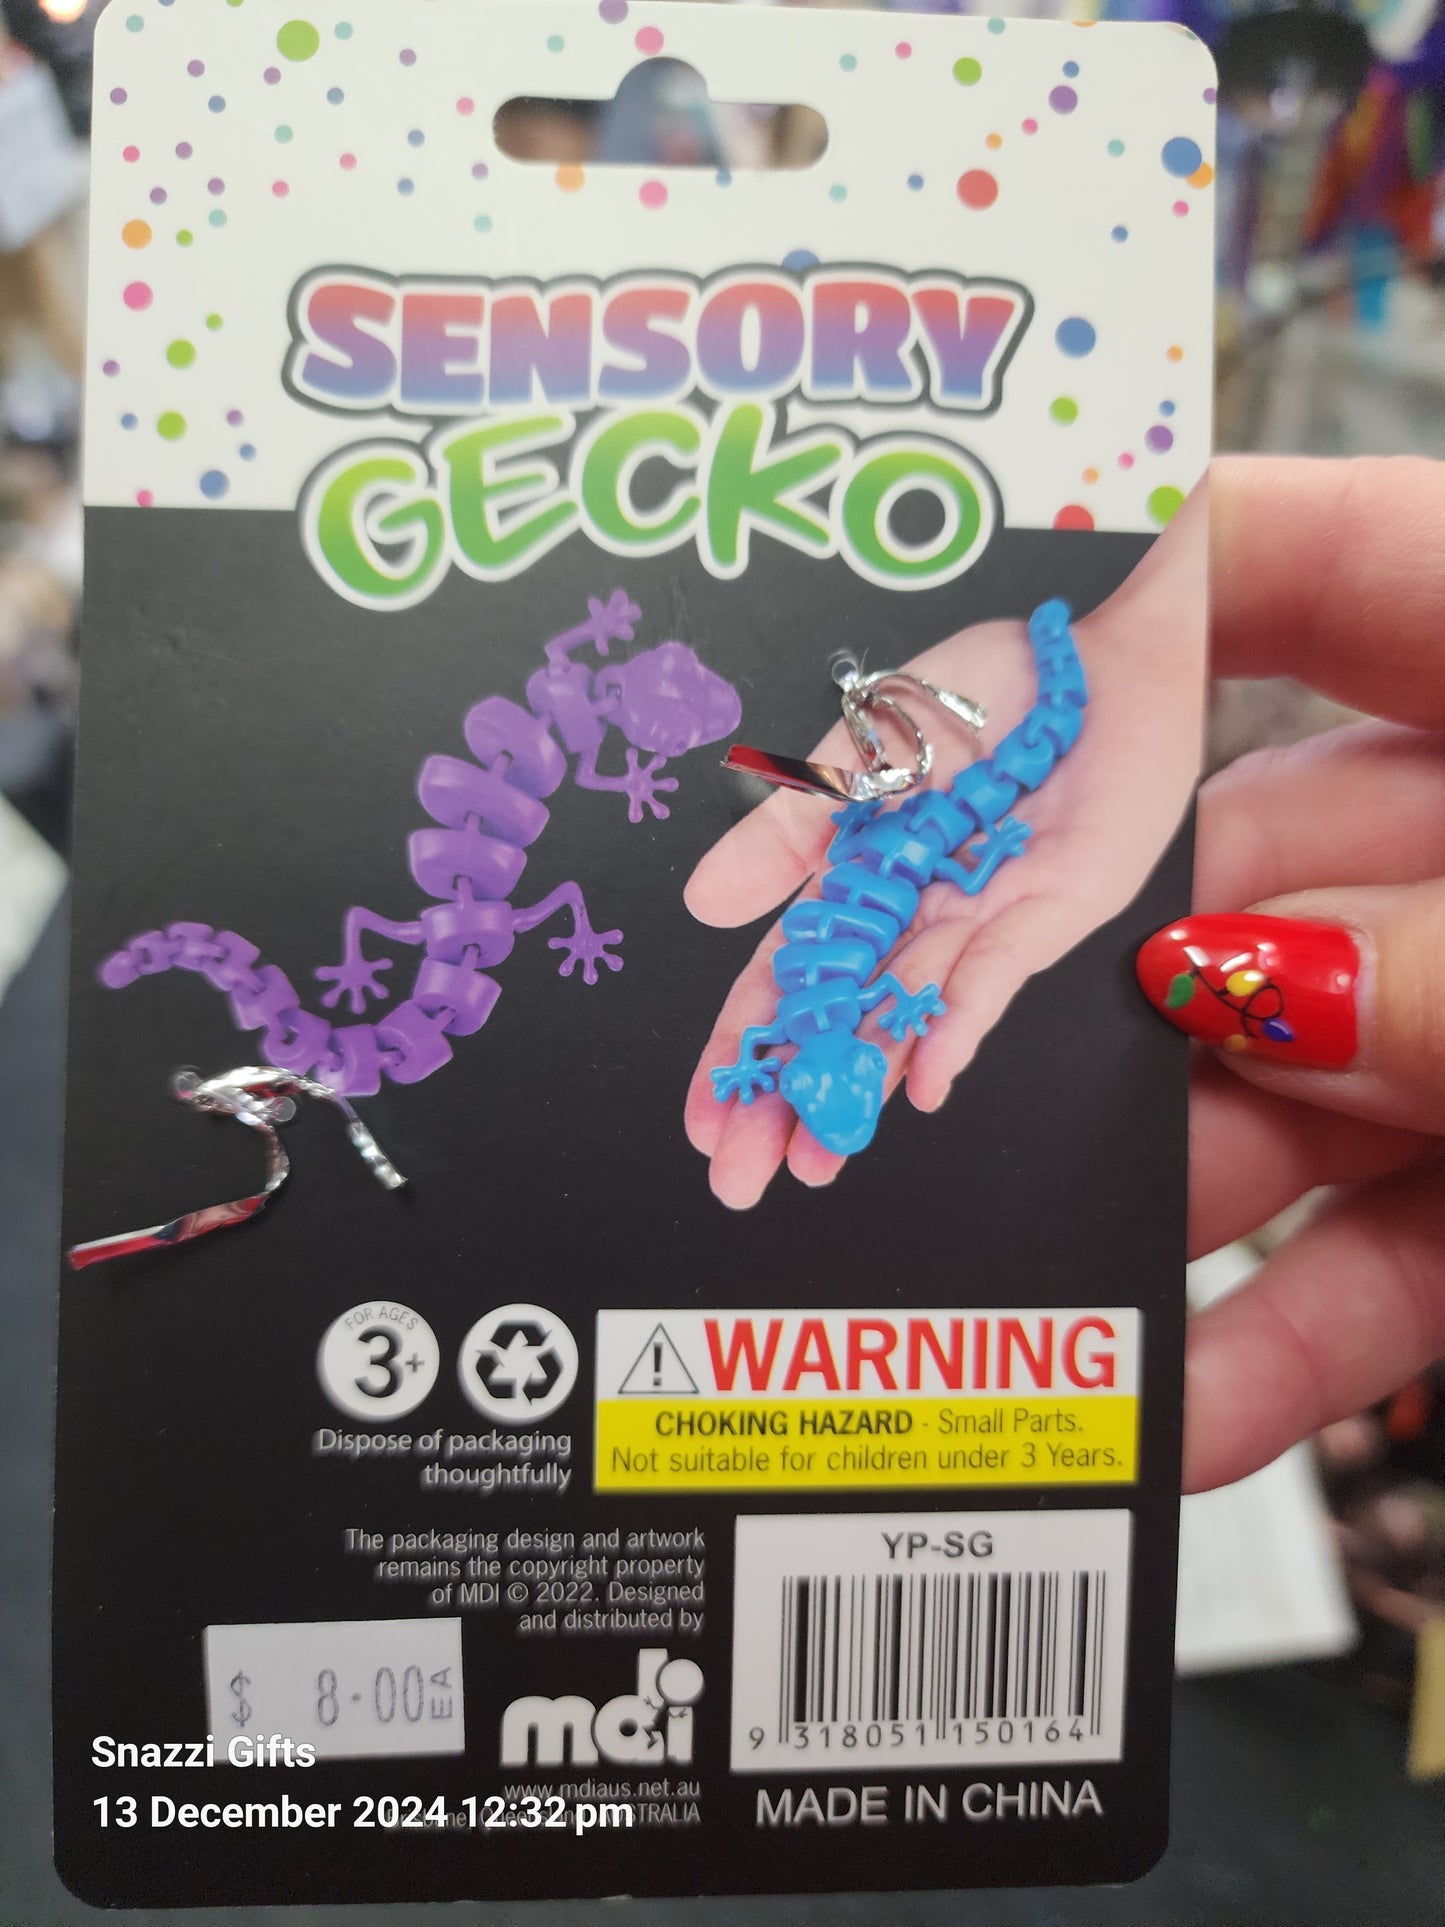 SENSORY
GECKO
FOR AGES
3+
Dispose of packaging
thoughtfully
WARNING
CHOKING HAZARD - Small Parts.
Not suitable for children under 3 Years.
The packaging design and artwork
remains the copyright property
of MDI © 2022. Designed
and distributed by
mdi
www.mdiaus.net.au
Brisbane, Queensland AUSTRALIA
YP-SG
9 318051 150164
MADE IN CHINA
$ 8.00 EA
Snazzi Gifts
13 December 2024 12:32 pm